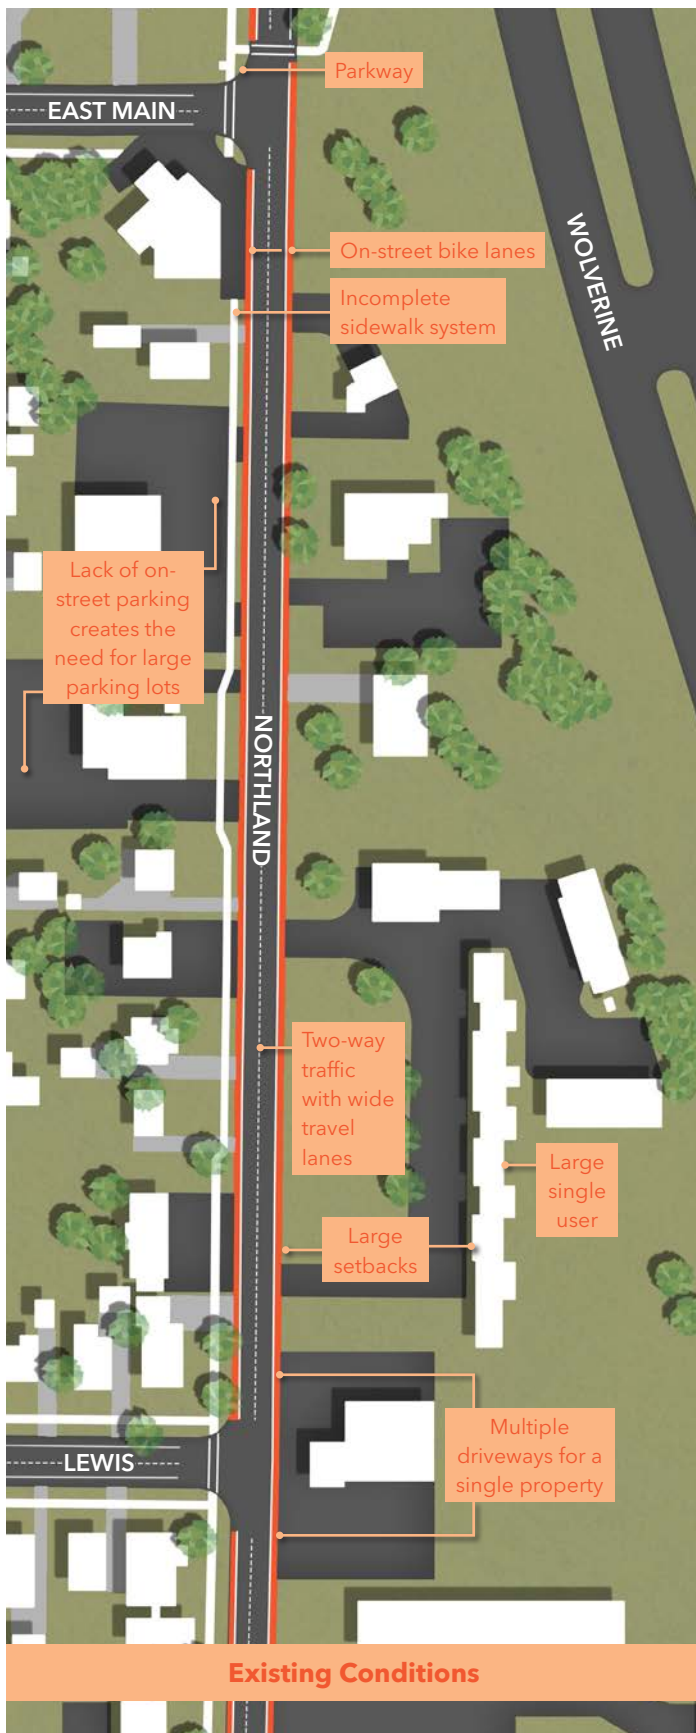 Parkway
EAST MAIN
WOLVERINE
On-street bike lanes
Incomplete
sidewalk system
Lack of on-
street parking
creates the
need for large
parking lots
NORTHLAND
Two-way
traffic
with wide
travel
lanes
Large
single
user
Large
setbacks
Multiple
driveways for a
single property
LEWIS
Existing Conditions